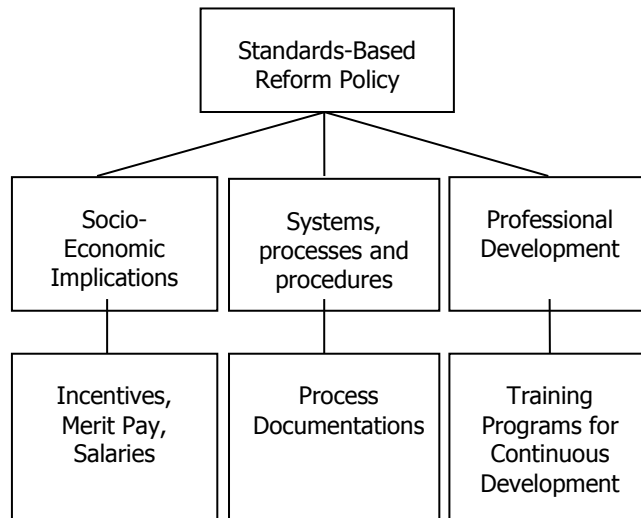 Standards-Based
Reform Policy
Socio-
Economic
Implications
Systems,
processes and
procedures
Professional
Development
Incentives,
Merit Pay,
Salaries
Process
Documentations
Training
Programs for
Continuous
Development